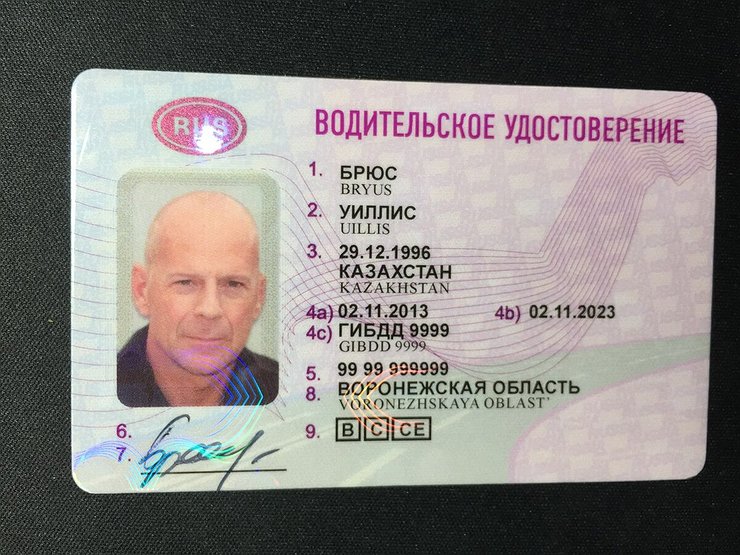 RUS
ВОДИТЕЛЬСКОЕ УДОСТОВЕРЕНИЕ
1. БРЮС
BRYUS
2. УИЛЛИС
UILLIS
3. 29.12.1996
КАЗАХСТАН
KAZAKHSTAN
4a) 02.11.2013 4b) 02.11.2023
4c) ГИБДД 9999
GIBDD 9999
5. 99 99 999999
8. ВОРОНЕЖСКАЯ ОБЛАСТЬ
VORONEZHSKAYA OBLAST'
6.
7.
9. B C CE